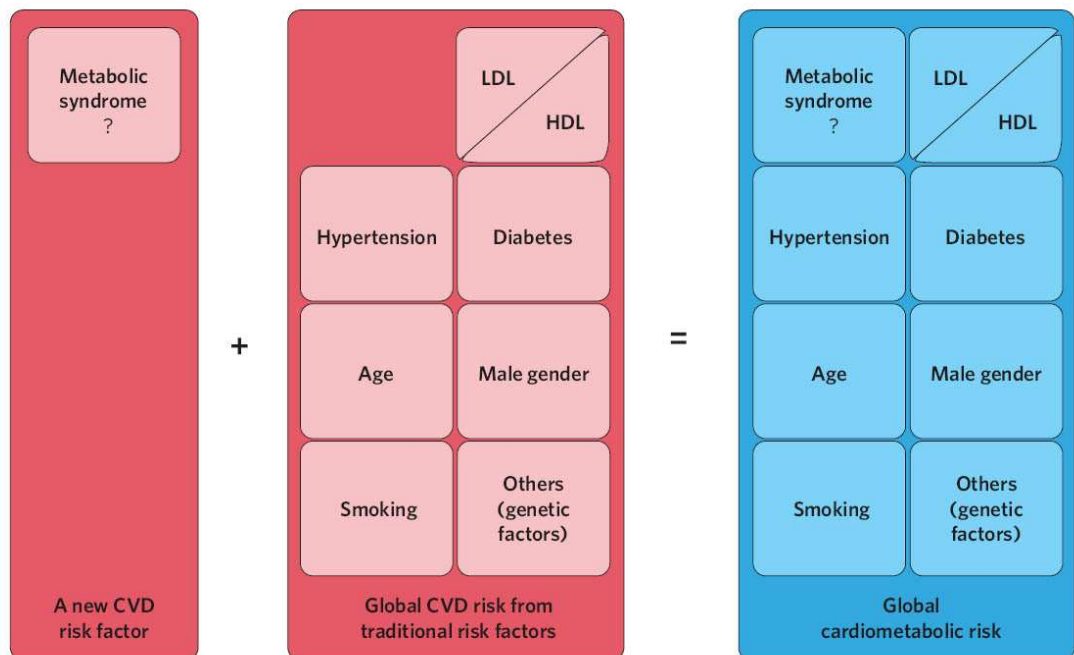 Metabolic
syndrome
?
A new CVD
risk factor
+
LDL
HDL
Hypertension
Diabetes
Age
Male gender
Smoking
Others
(genetic
factors)
Global CVD risk from
traditional risk factors
=
Metabolic
syndrome
?
LDL
HDL
Hypertension
Diabetes
Age
Male gender
Smoking
Others
(genetic
factors)
Global
cardiometabolic risk